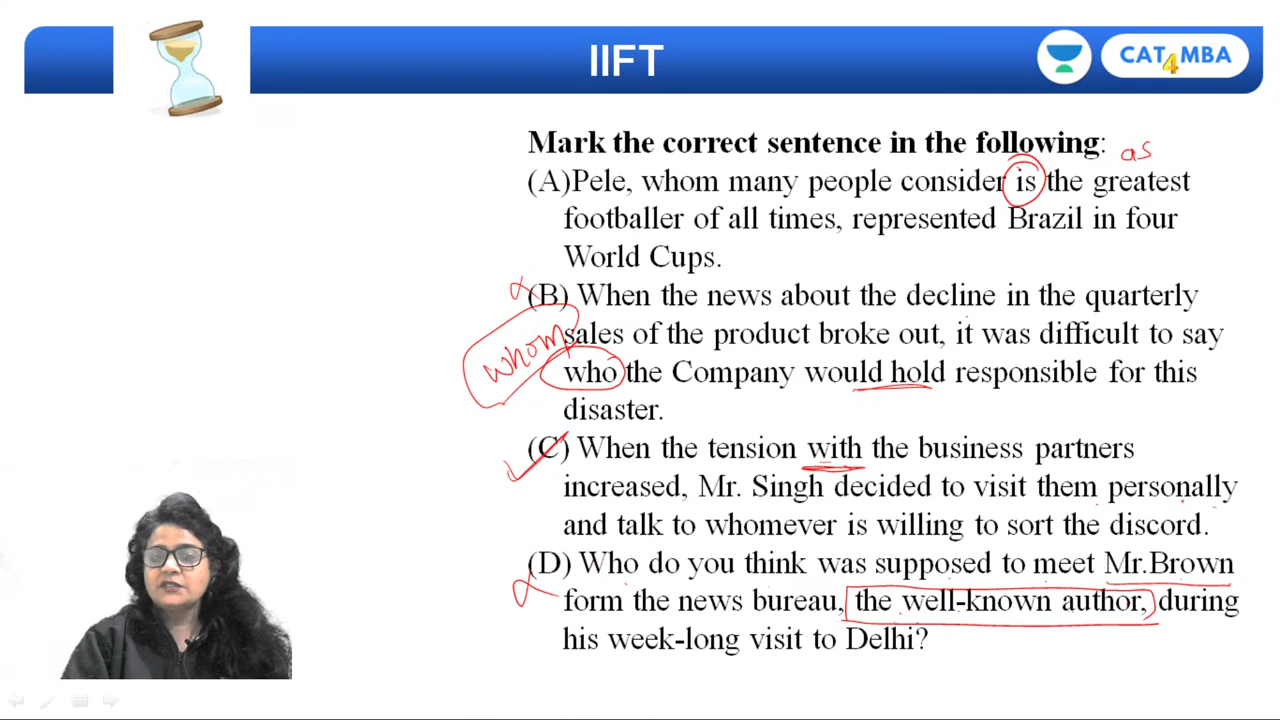 IIFT
CAT4MBA
Mark the correct sentence in the following:
as
(A)Pele, whom many people consider is the greatest
footballer of all times, represented Brazil in four
World Cups.
(B) When the news about the decline in the quarterly
sales of the product broke out, it was difficult to say
whom
who the Company would hold responsible for this
disaster.
(C) When the tension with the business partners
increased, Mr. Singh decided to visit them personally
and talk to whomever is willing to sort the discord.
(D) Who do you think was supposed to meet Mr.Brown
form the news bureau, the well-known author, during
his week-long visit to Delhi?